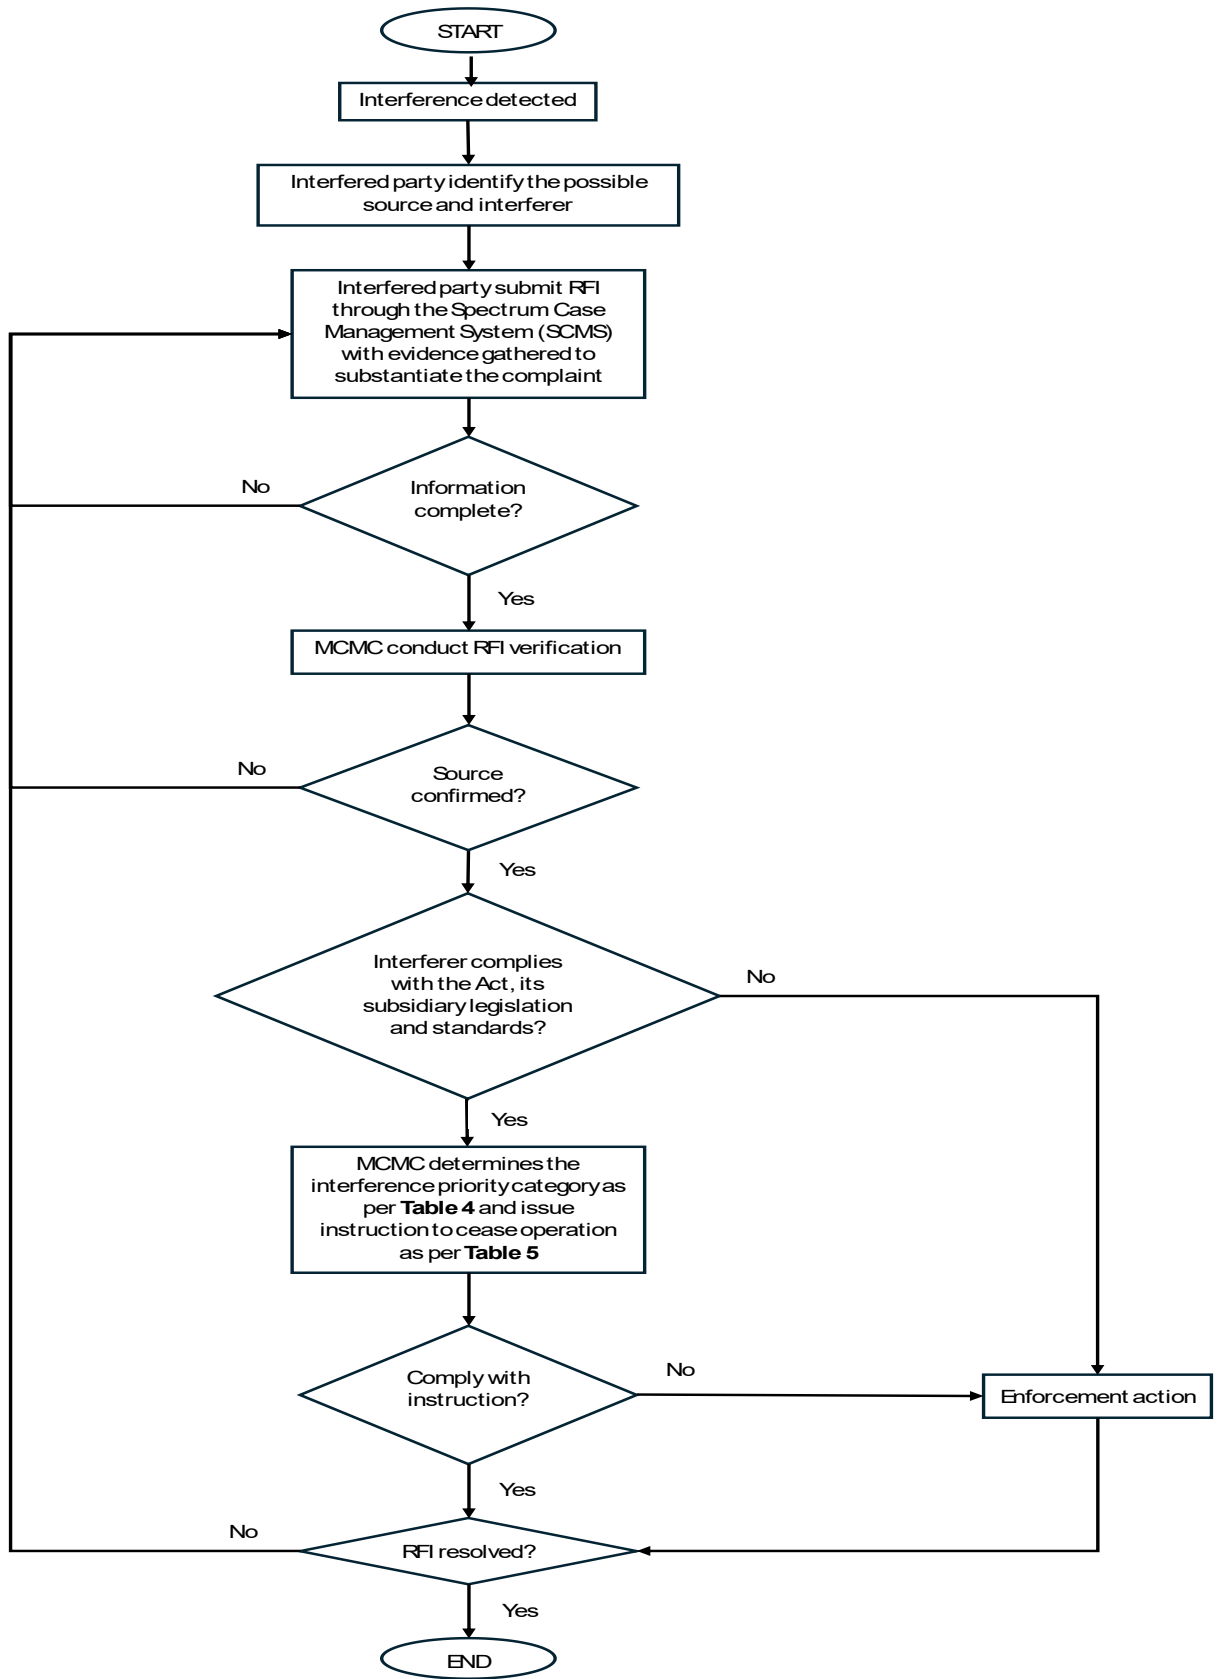 START
Interference detected
Interfered party identify the possible
source and interferer
Interfered party submit RFI
through the Spectrum Case
Management System (SCMS)
with evidence gathered to
substantiate the complaint
No
Information
complete?
Yes
MCMC conduct RFI verification
No
Source
confirmed?
Yes
Interferer complies
with the Act, its
subsidiary legislation
and standards?
No
Yes
MCMC determines the
interference priority category as
per Table 4 and issue
instruction to cease operation
as per Table 5
Comply with
instruction?
No
Enforcement action
Yes
No
RFI resolved?
Yes
END